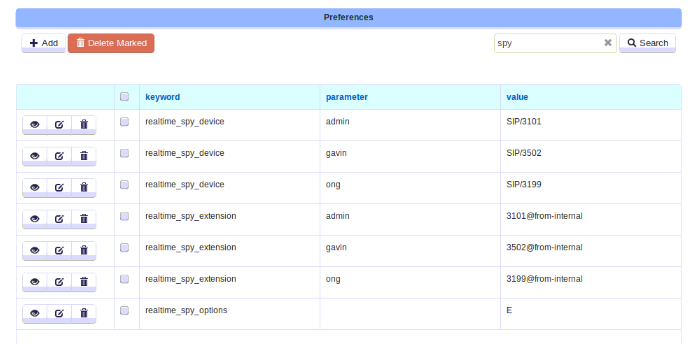 Preferences
Add Delete Marked spy Search
keyword parameter value
realtime_spy_device admin SIP/3101
realtime_spy_device gavin SIP/3502
realtime_spy_device ong SIP/3199
realtime_spy_extension admin 3101@from-internal
realtime_spy_extension gavin 3502@from-internal
realtime_spy_extension ong 3199@from-internal
realtime_spy_options E